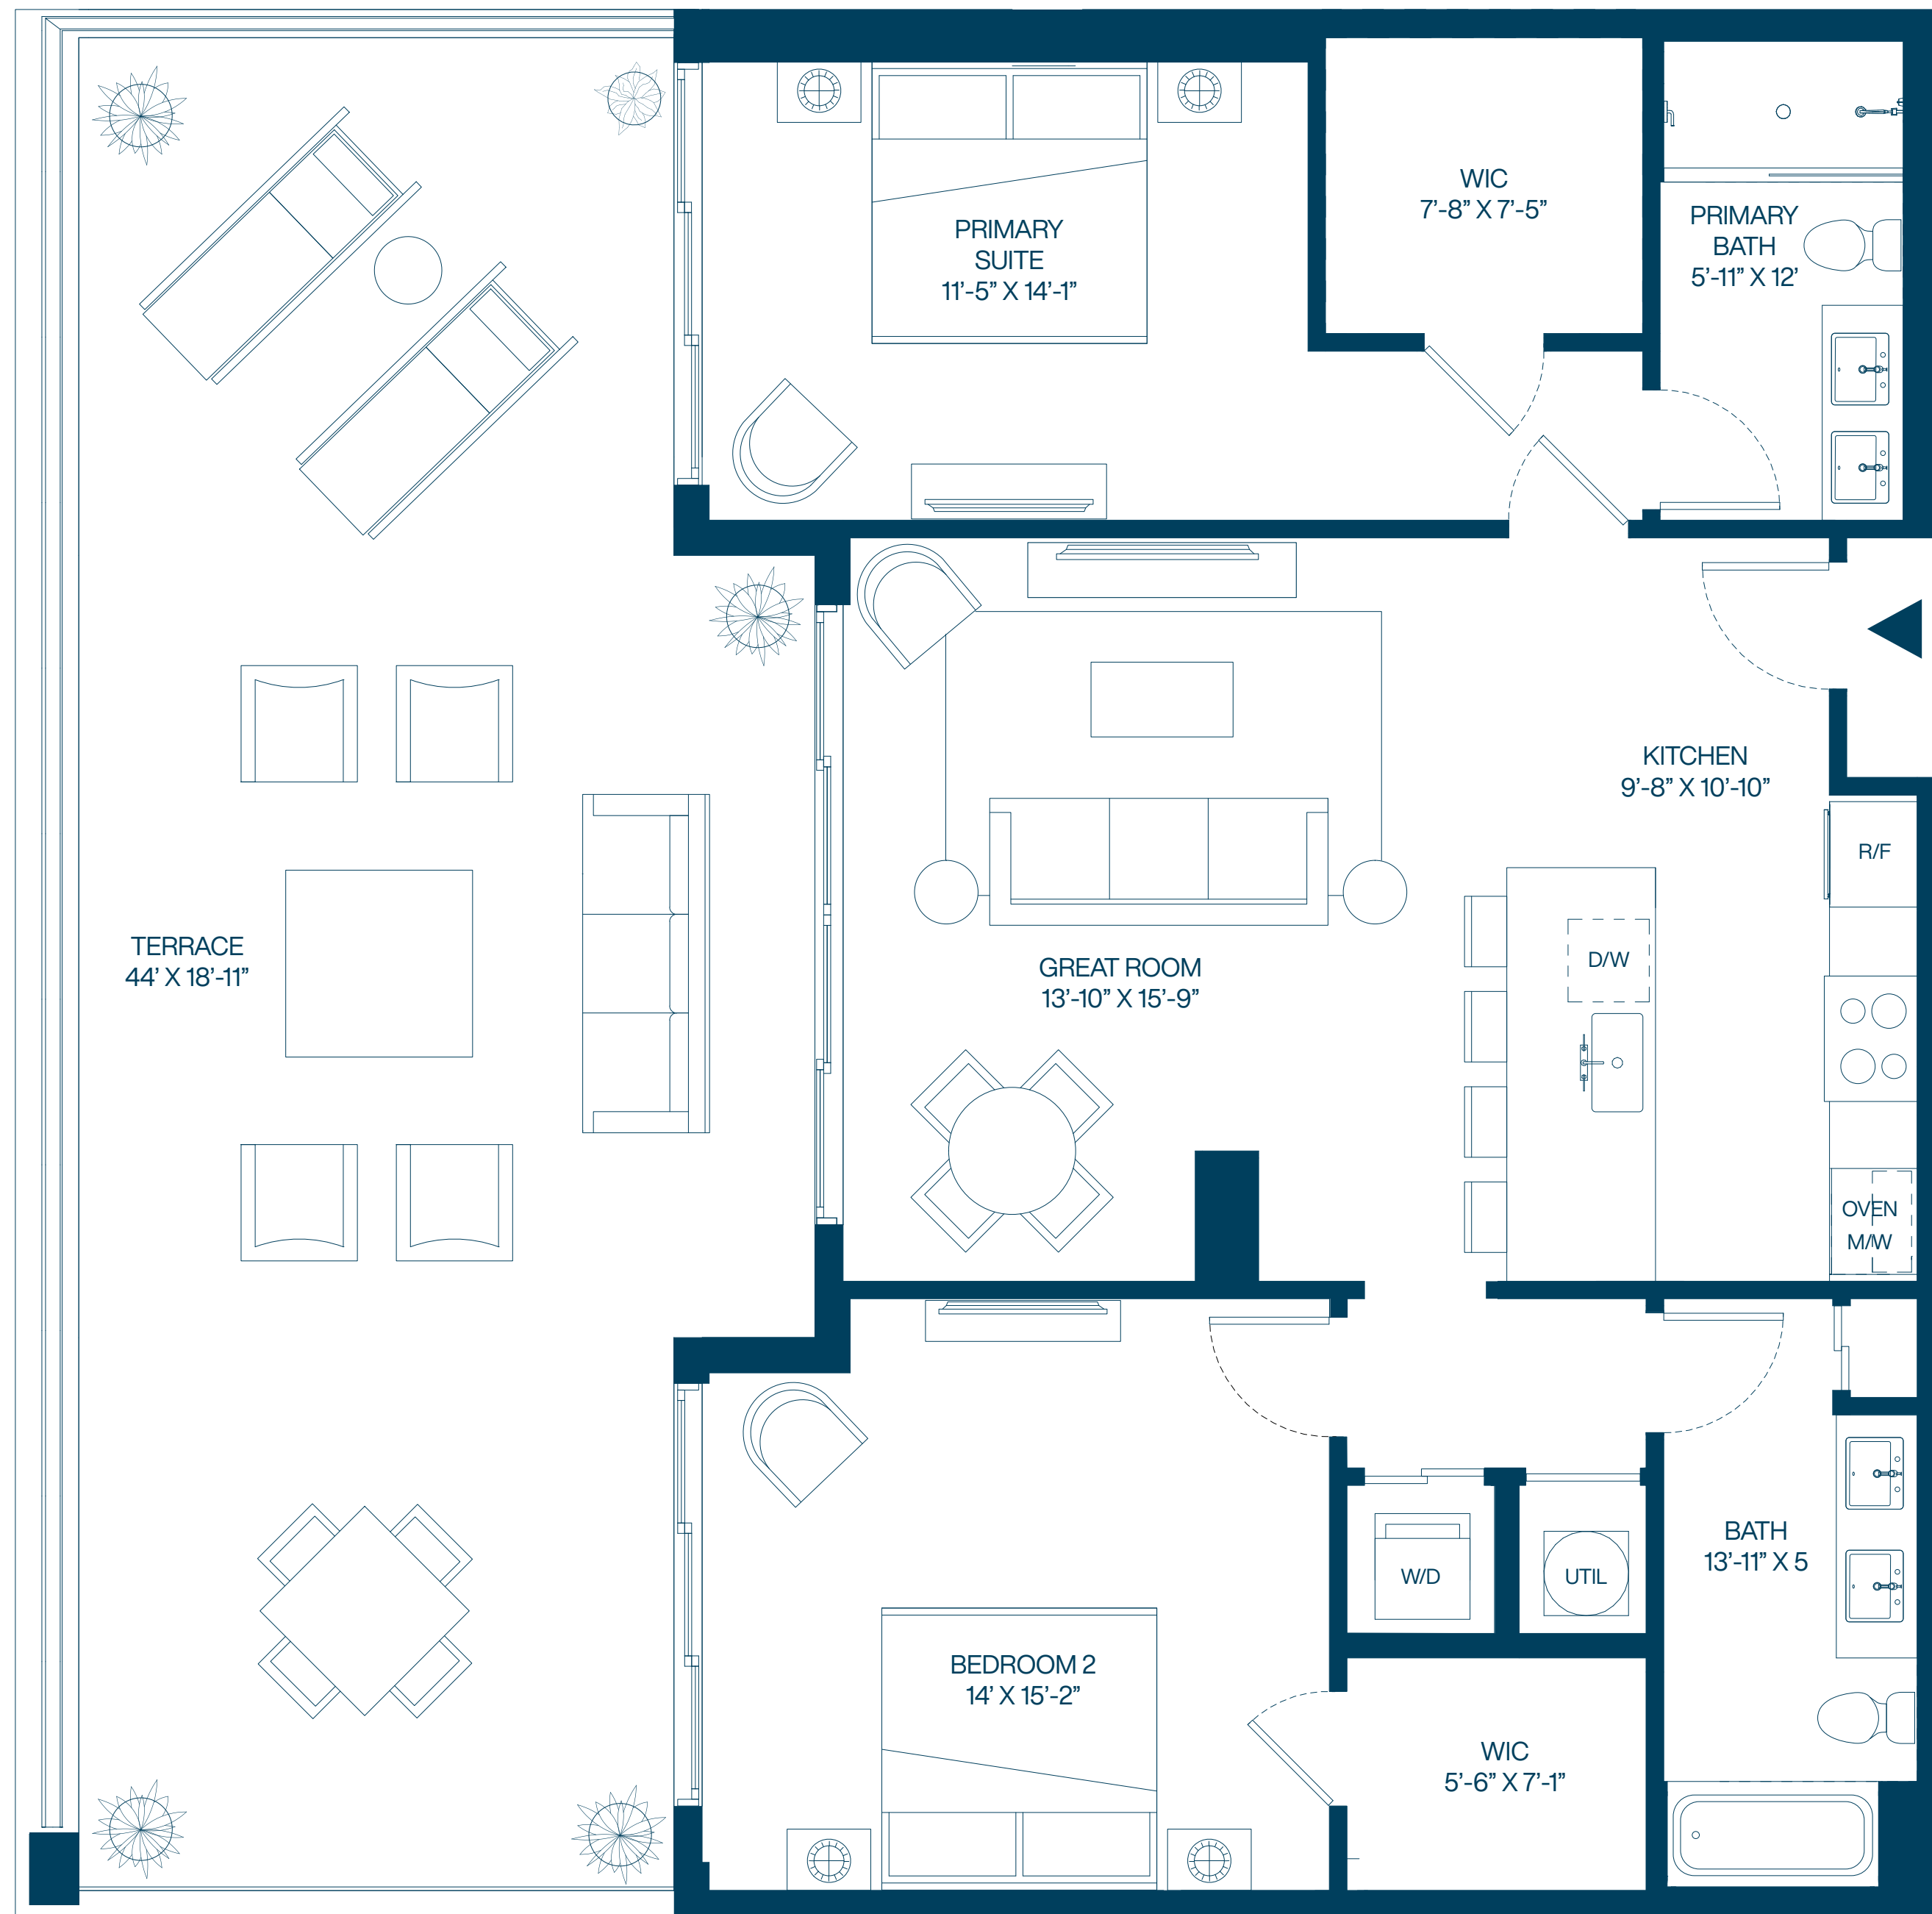 WIC
7’-8” X 7’-5”
PRIMARY
BATH
5’-11” X 12’
PRIMARY
SUITE
11’-5” X 14’-1”
KITCHEN
9’-8” X 10’-10”
R/F
TERRACE
44’ X 18’-11”
GREAT ROOM
13’-10” X 15’-9”
D/W
OVEN
M/W
BATH
13’-11” X 5
W/D
UTIL
BEDROOM 2
14’ X 15’-2”
WIC
5’-6” X 7’-1”